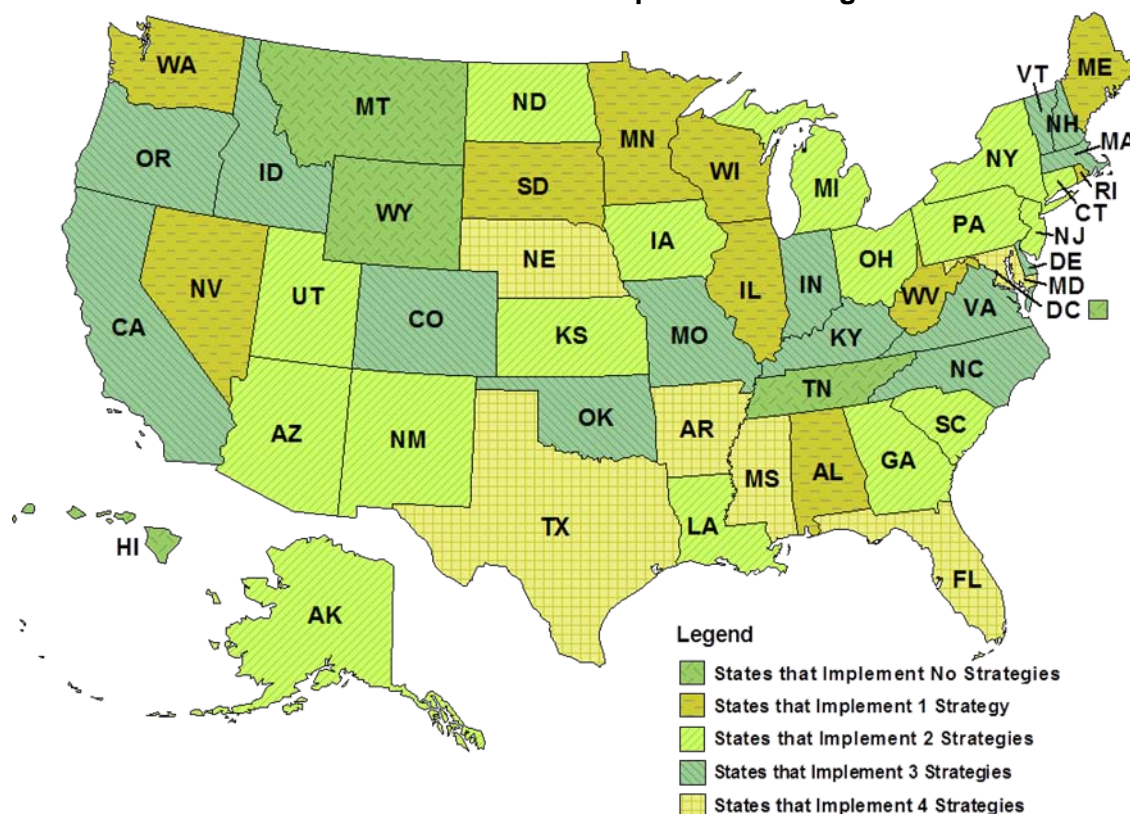 WA
MT
ND
MN
ME
VT
NH
OR
ID
SD
WI
MI
NY
MA
RI
CT
WY
IA
PA
NJ
NE
OH
DE
NV
UT
IL
IN
WV
MD
CA
CO
KS
MO
KY
VA
DC
NC
TN
AZ
NM
OK
AR
SC
MS
AL
GA
TX
LA
HI
FL
AK
Legend
States that Implement No Strategies
States that Implement 1 Strategy
States that Implement 2 Strategies
States that Implement 3 Strategies
States that Implement 4 Strategies